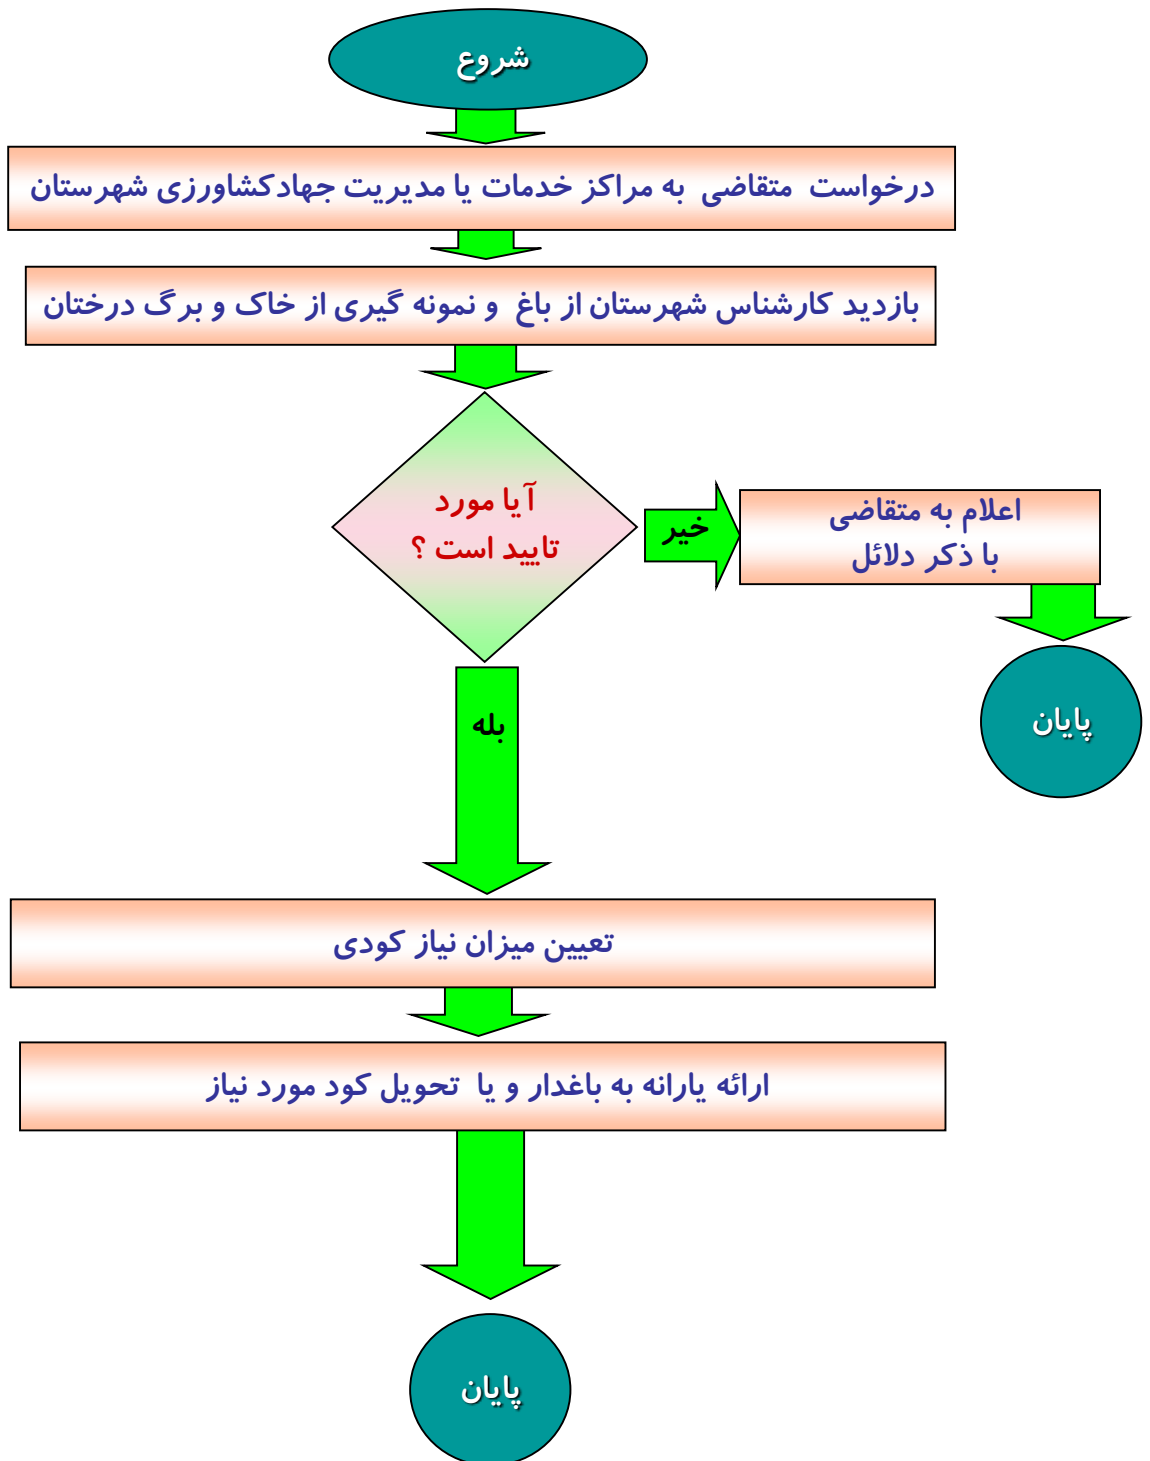 شروع
درخواست متقاضی به مراکز خدمات یا مدیریت جهادکشاورزی شهرستان
بازدید کارشناس شهرستان از باغ و نمونه گیری از خاک و برگ درختان
آیا مورد
تایید است ؟
خیر
اعلام به متقاضی
با ذکر دلائل
پایان
بله
تعیین میزان نیاز کودی
ارائه یارانه به باغدار و یا تحویل کود مورد نیاز
پایان